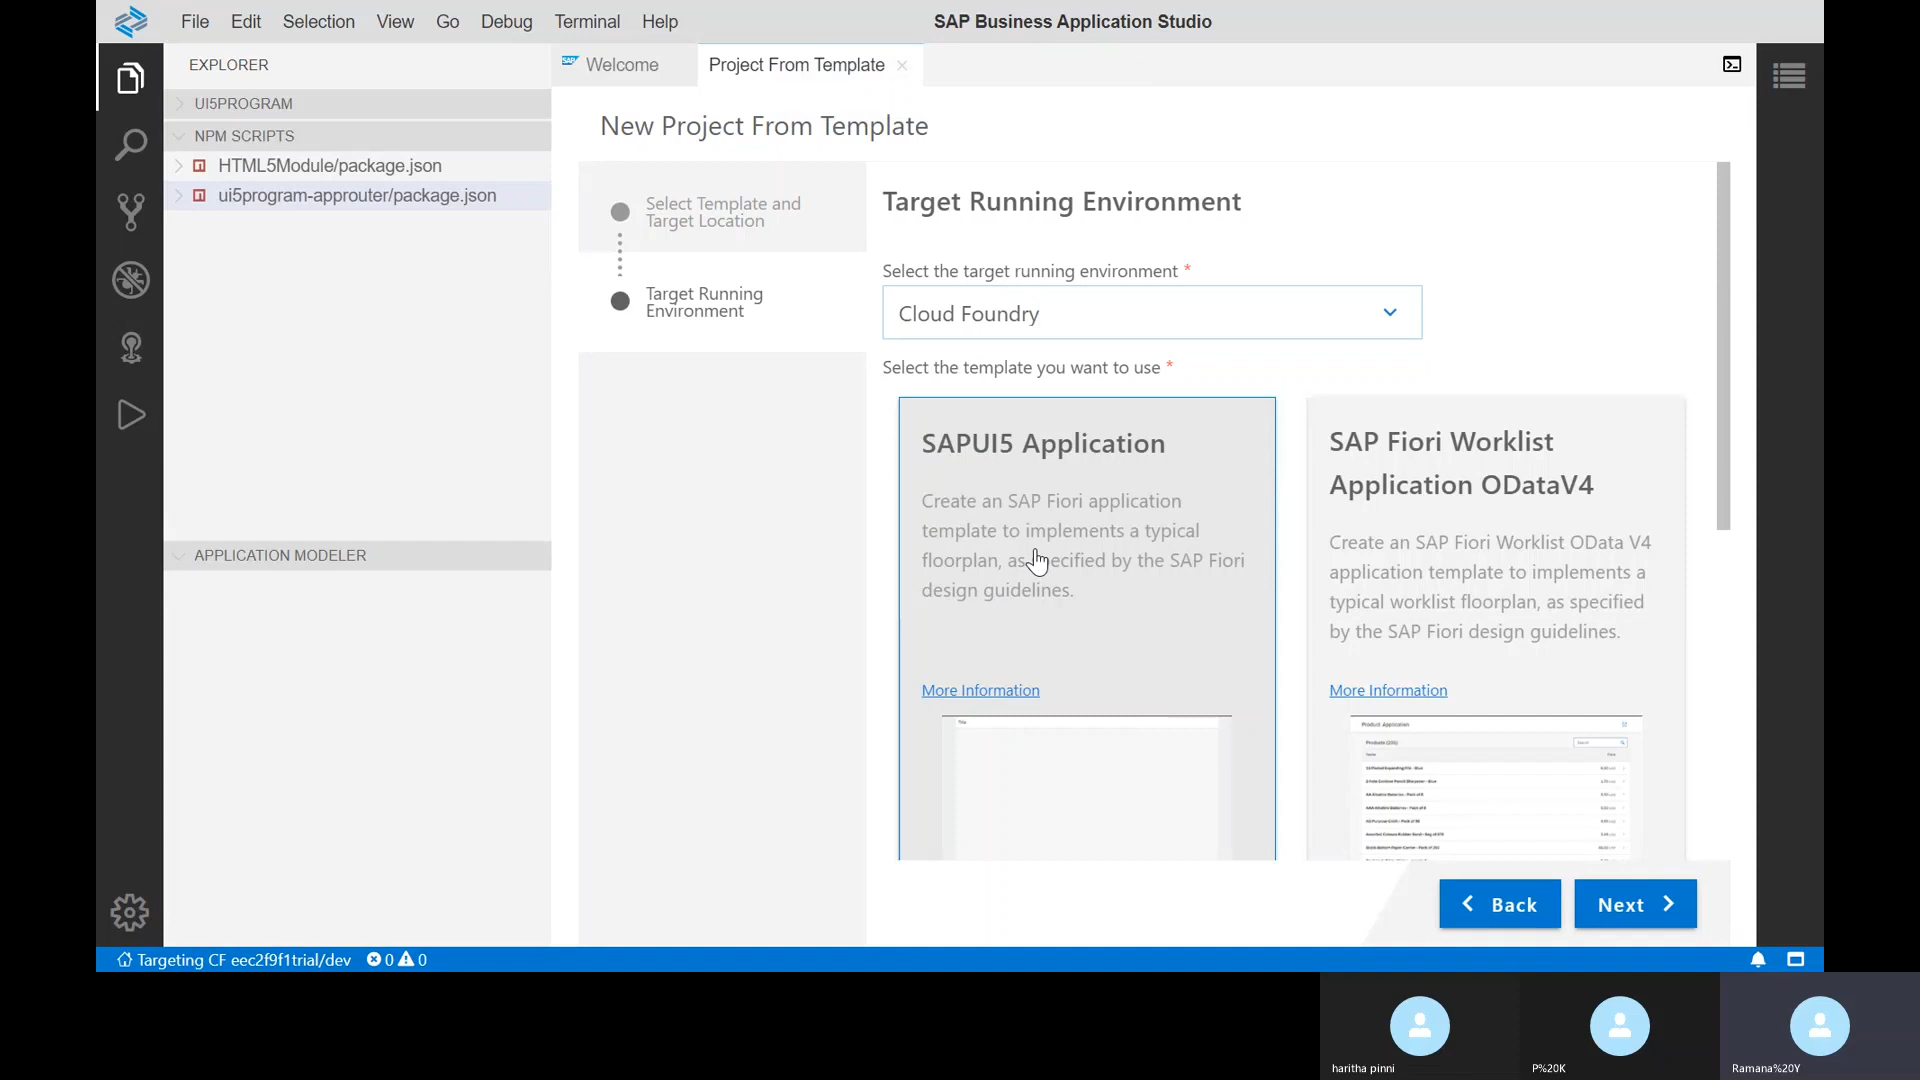 File Edit Selection View Go Debug Terminal Help
SAP Business Application Studio
EXPLORER
UI5PROGRAM
NPM SCRIPTS
HTML5Module/package.json
ui5program-approuter/package.json
APPLICATION MODELER
SAP Welcome
Project From Template
New Project From Template
Select Template and
Target Location
Target Running
Environment
Target Running Environment
Select the target running environment *
Cloud Foundry
Select the template you want to use *
SAPUI5 Application
Create an SAP Fiori application
template to implements a typical
floorplan, as specified by the SAP Fiori
design guidelines.
More Information
Title
SAP Fiori Worklist
Application ODataV4
Create an SAP Fiori Worklist OData V4
application template to implements a
typical worklist floorplan, as specified
by the SAP Fiori design guidelines.
More Information
Product Application
Search
Back
Next
Targeting CF eec2f9f1trial/dev 0 0
haritha pinni
P%20K
Ramana%20Y